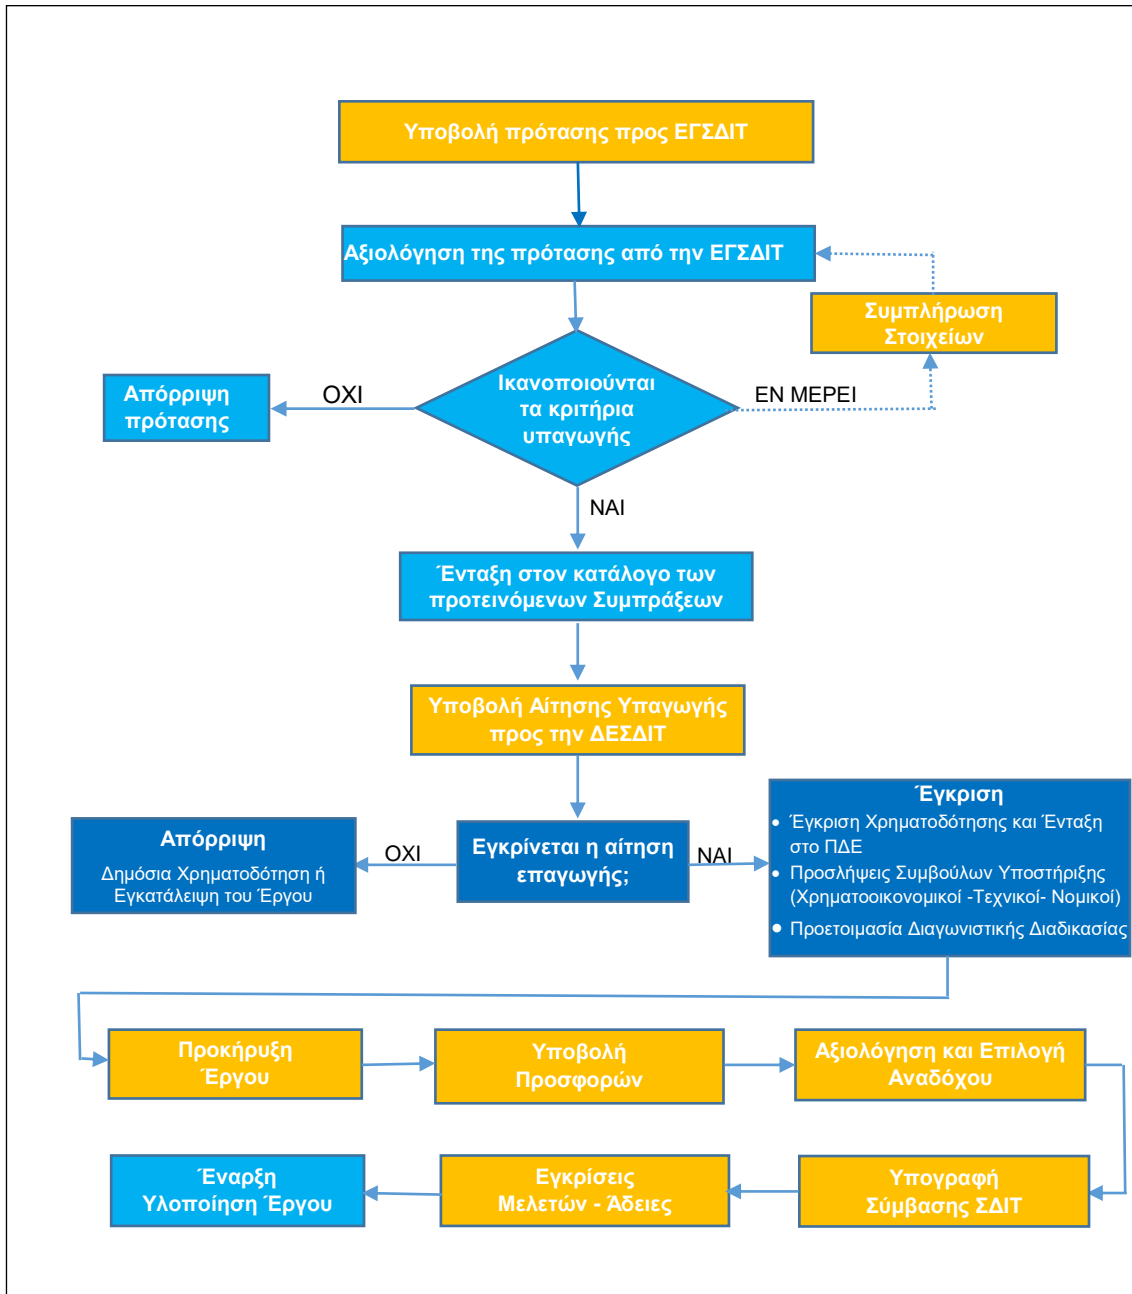 Υποβολή πρότασης προς ΕΓΣΔΙΤ
Αξιολόγηση της πρότασης από την ΕΓΣΔΙΤ
Συμπλήρωση
Στοιχείων
Ικανοποιούνται
τα κριτήρια
υπαγωγής
ΟΧΙ
Απόρριψη
πρότασης
ΕΝ ΜΕΡΕΙ
ΝΑΙ
Ένταξη στον κατάλογο των
προτεινόμενων Συμπράξεων
Υποβολή Αίτησης Υπαγωγής
προς την ΔΕΣΔΙΤ
Εγκρίνεται η αίτηση
επαγωγής;
ΟΧΙ
Απόρριψη
Δημόσια Χρηματοδότηση ή
Εγκατάλειψη του Έργου
ΝΑΙ
Έγκριση
• Έγκριση Χρηματοδότησης και Ένταξη
στο ΠΔΕ
• Προσλήψεις Συμβούλων Υποστήριξης
(Χρηματοοικονομικοί -Τεχνικοί- Νομικοί)
• Προετοιμασία Διαγωνιστικής Διαδικασίας
Προκήρυξη
Έργου
Υποβολή
Προσφορών
Αξιολόγηση και Επιλογή
Αναδόχου
Υπογραφή
Σύμβασης ΣΔΙΤ
Εγκρίσεις
Μελετών - Άδειες
Έναρξη
Υλοποίηση Έργου